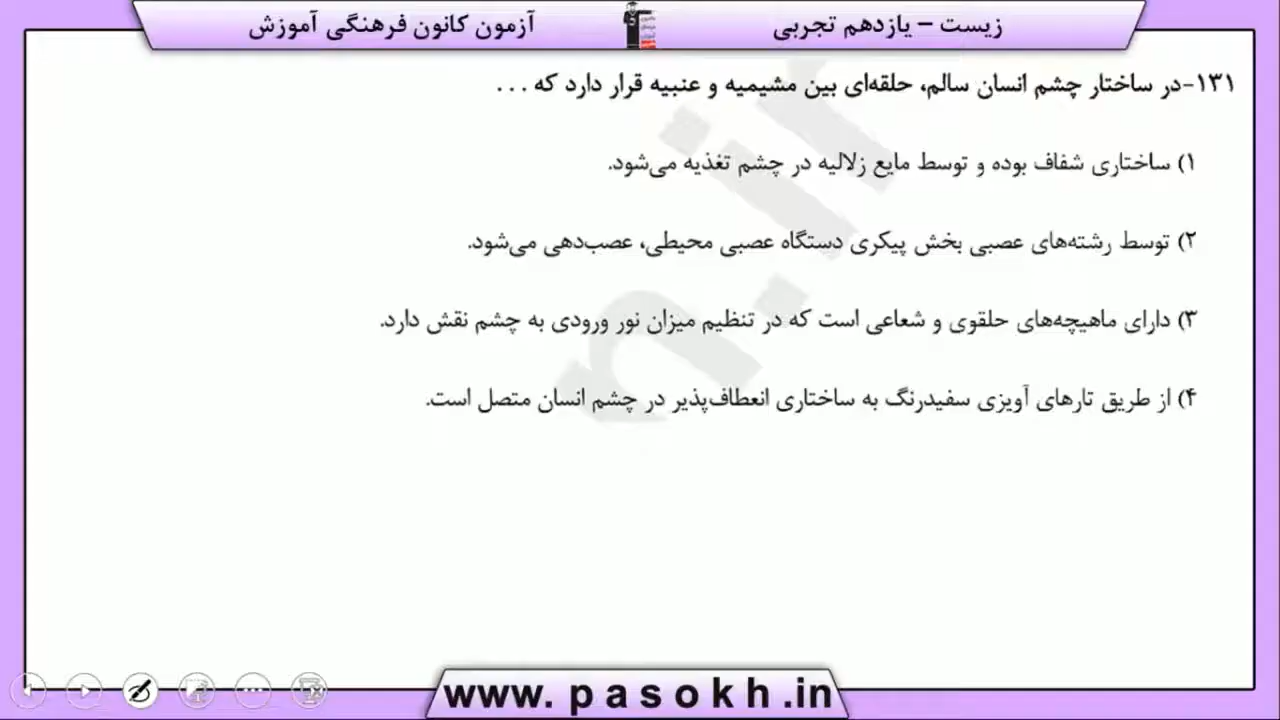 زیست – یازدهم تجربی
آزمون کانون فرهنگی آموزش
۱۳۱-در ساختار چشم انسان سالم، حلقه‌ای بین مشیمیه و عنبیه قرار دارد که ...
۱) ساختاری شفاف بوده و توسط مایع زلالیه در چشم تغذیه می‌شود.
۲) توسط رشته‌های عصبی بخش پیکری دستگاه عصبی محیطی، عصب‌دهی می‌شود.
۳) دارای ماهیچه‌های حلقوی و شعاعی است که در تنظیم میزان نور ورودی به چشم نقش دارد.
۴) از طریق تارهای آویزی سفیدرنگ به ساختاری انعطاف‌پذیر در چشم انسان متصل است.
www. p a s o k h .in